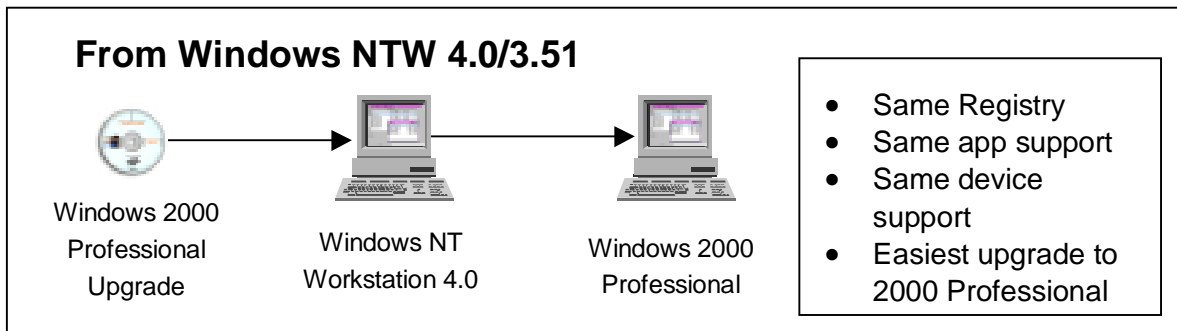 From Windows NTW 4.0/3.51
Windows 2000
Professional
Upgrade
Windows NT
Workstation 4.0
Windows 2000
Professional
• Same Registry
• Same app support
• Same device
support
• Easiest upgrade to
2000 Professional